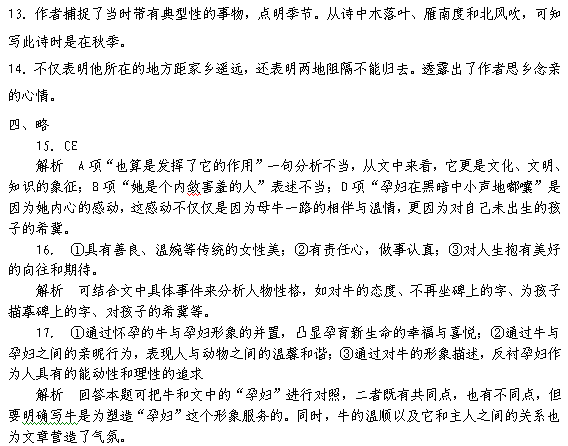 13．作者捕捉了当时带有典型性的事物，点明季节。从诗中木落叶、雁南度和北风吹，可知
写此诗时是在秋季。
14．不仅表明他所在的地方距家乡遥远，还表明两地阻隔不能归去。透露出了作者思乡念亲
的心情。
四、略
15．CE
解析　A项“也算是发挥了它的作用”一句分析不当，从文中来看，它更是文化、文明、
知识的象征；B项“她是个内敛害羞的人”表述不当；D项“孕妇在黑暗中小声地嘟囔”是
因为她内心的感动，这感动不仅仅是因为母牛一路的相伴与温情，更因为对自己未出生的孩
子的希冀。
16．　①具有善良、温婉等传统的女性美；②有责任心，做事认真；③对人生抱有美好
的向往和期待。
解析　可结合文中具体事件来分析人物性格，如对牛的态度、不再坐碑上的字、为孩子
描摹碑上的字、对孩子的希冀等。
17．　①通过怀孕的牛与孕妇形象的并置，凸显孕育新生命的幸福与喜悦；②通过牛与
孕妇之间的亲昵行为，表现人与动物之间的温馨和谐；③通过对牛的形象描述，反衬孕妇作
为人具有的能动性和理性的追求
解析　回答本题可把牛和文中的“孕妇”进行对照，二者既有共同点，也有不同点，但
要明确写牛是为塑造“孕妇”这个形象服务的。同时，牛的温顺以及它和主人之间的关系也
为文章营造了气氛。